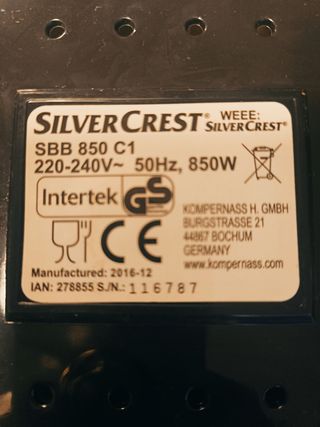 SILVERCREST® WEEE: SILVERCREST®
SBB 850 C1
220-240V~ 50Hz, 850W
Intertek GS
CE
KOMPERNASS H. GMBH
BURGSTRASSE 21
44867 BOCHUM
GERMANY
www.kompernass.com
Manufactured: 2016-12
IAN: 278855 S./N.: 116787